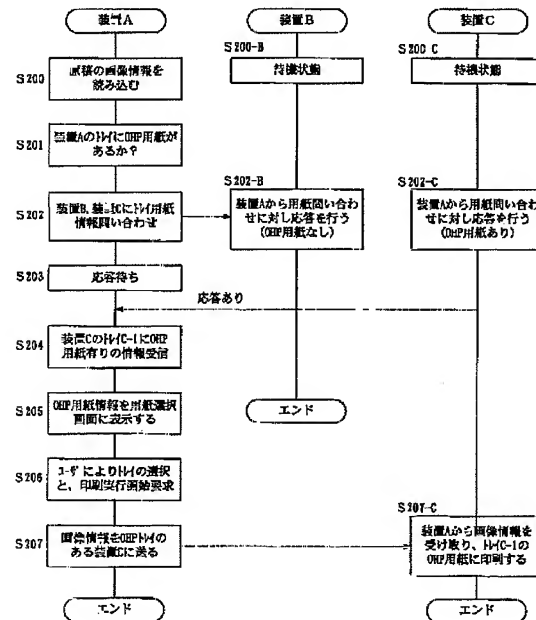 装置A
装置B
装置C
S200
原稿の画像情報を
読み込む
S200-B
待機状態
S200-C
待機状態
S201
装置AのトレイにOHP用紙が
あるか?
S202
装置B、装置Cにトレイ用紙
情報問い合わせ
S202-B
装置Aから用紙問い合わ
せに対し応答を行う
(OHP用紙なし)
S202-C
装置Aから用紙問い合わ
せに対し応答を行う
(OHP用紙あり)
S203
応答待ち
応答あり
S204
装置CのトレイC-1にOHP
用紙有りの情報受信
S205
OHP用紙情報を用紙選択
画面に表示する
エンド
S206
ユーザによりトレイの選択
と、印刷実行開始要求
S207
画像情報をOHPトレイの
ある装置Cに送る
S207-C
装置Aから画像情報を
受け取り、トレイC-1の
OHP用紙に印刷する
エンド
エンド